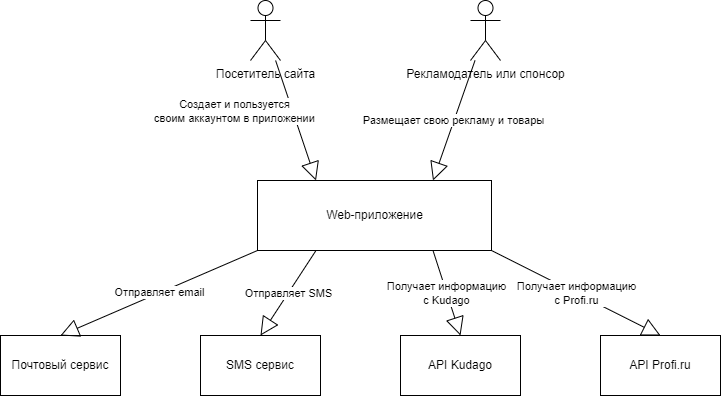 Посетитель сайта
Рекламодатель или спонсор
Создает и пользуется
своим аккаунтом в приложении
Размещает свою рекламу и товары
Web-приложение
Отправляет email
Отправляет SMS
Получает информацию
с Kudago
Получает информацию
с Profi.ru
Почтовый сервис
SMS сервис
API Kudago
API Profi.ru